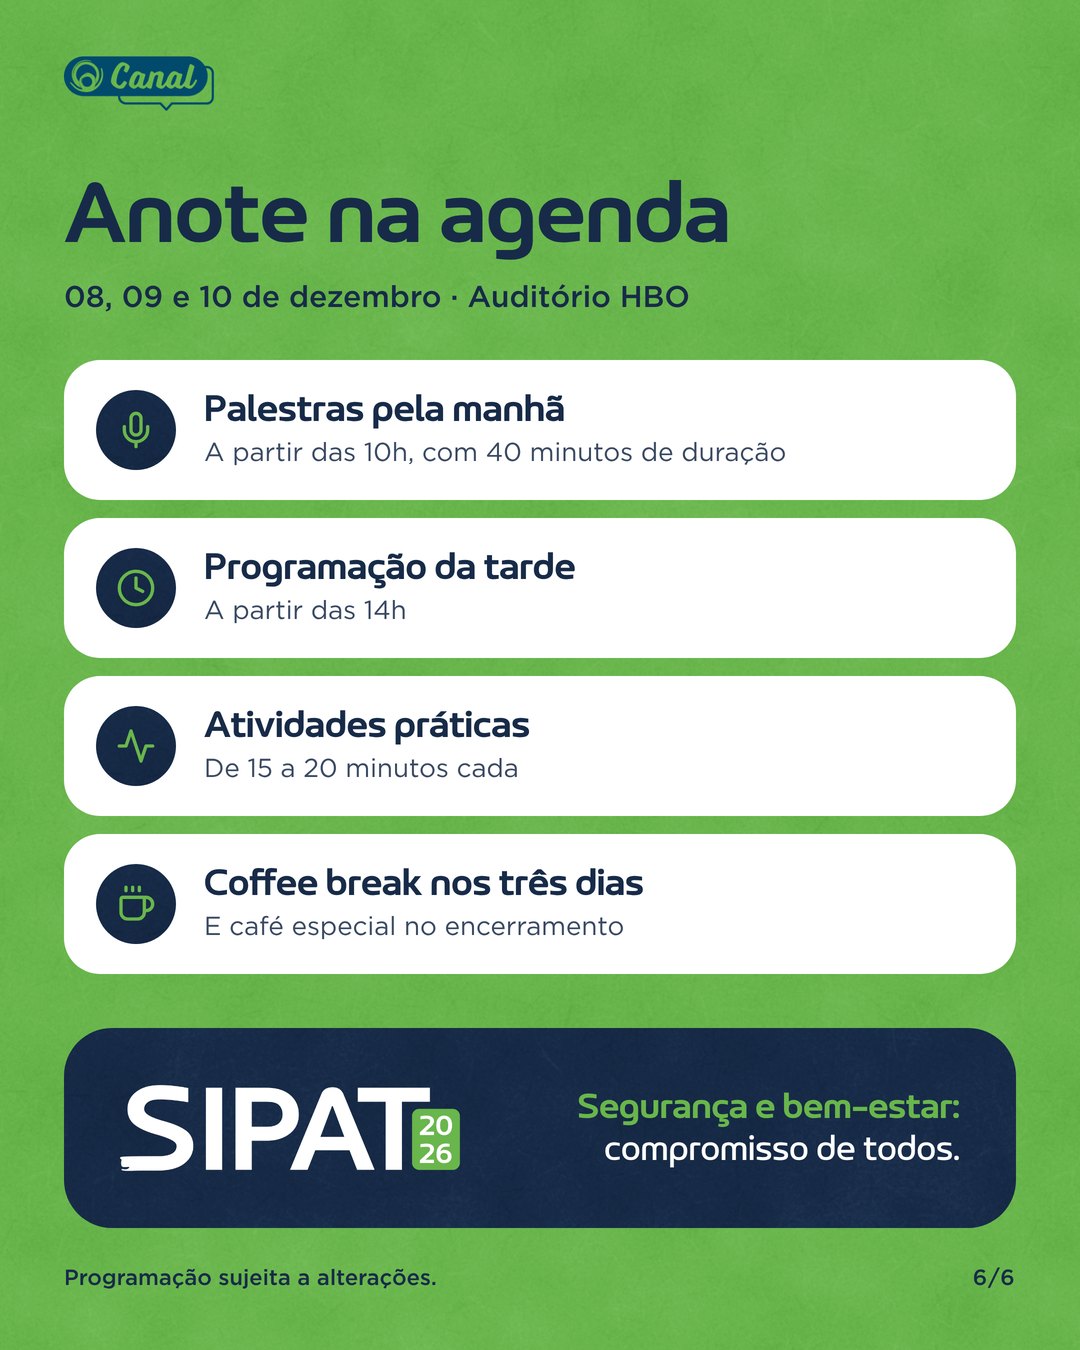 Canal
Anote na agenda
08, 09 e 10 de dezembro · Auditório HBO
Palestras pela manhã
A partir das 10h, com 40 minutos de duração
Programação da tarde
A partir das 14h
Atividades práticas
De 15 a 20 minutos cada
Coffee break nos três dias
E café especial no encerramento
SIPAT
20
26
Segurança e bem-estar:
compromisso de todos.
Programação sujeita a alterações.
6/6